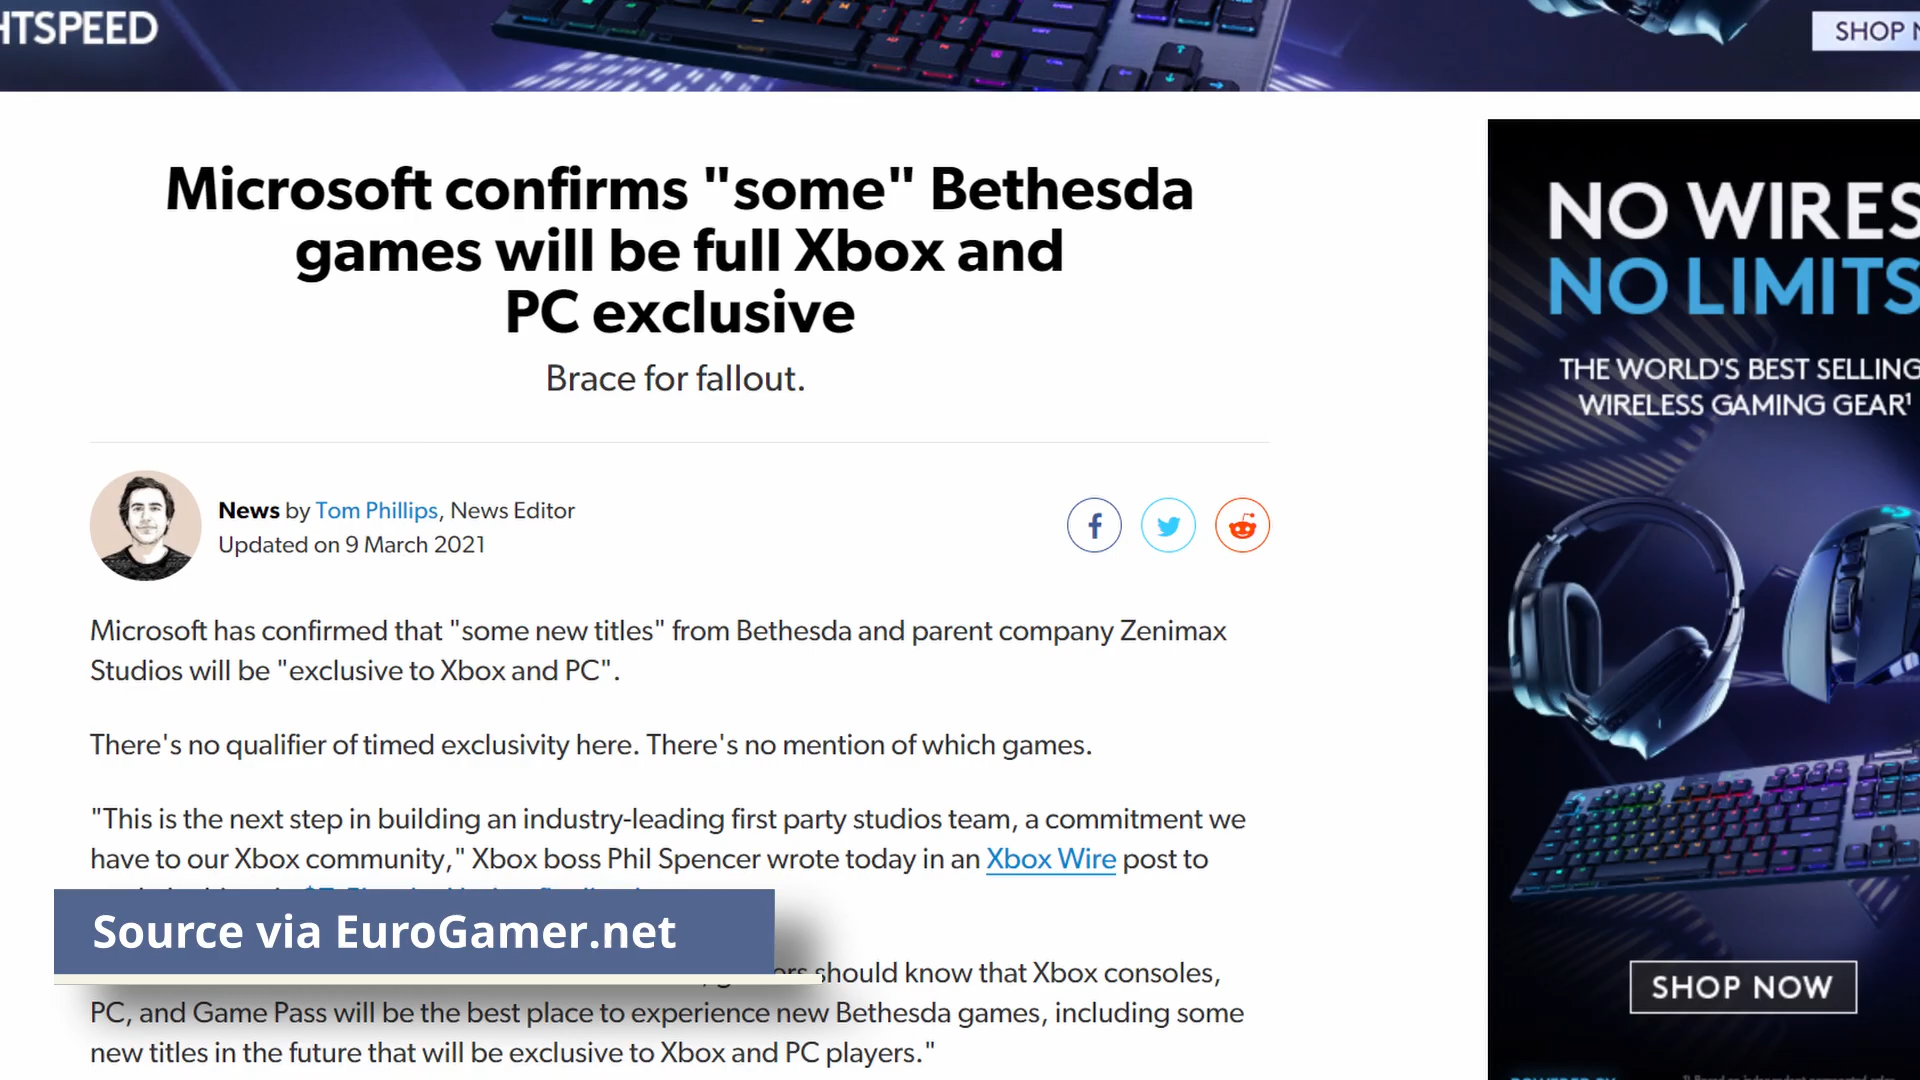 HTSPEED
SHOP
Microsoft confirms "some" Bethesda
games will be full Xbox and
PC exclusive
Brace for fallout.
News by Tom Phillips, News Editor
Updated on 9 March 2021
Microsoft has confirmed that "some new titles" from Bethesda and parent company Zenimax
Studios will be "exclusive to Xbox and PC".
There's no qualifier of timed exclusivity here. There's no mention of which games.
"This is the next step in building an industry-leading first party studios team, a commitment we
have to our Xbox community," Xbox boss Phil Spencer wrote today in an Xbox Wire post to
Source via EuroGamer.net
should know that Xbox consoles,
PC, and Game Pass will be the best place to experience new Bethesda games, including some
new titles in the future that will be exclusive to Xbox and PC players."
NO WIRES
NO LIMITS
THE WORLD'S BEST SELLING
WIRELESS GAMING GEAR¹
SHOP NOW